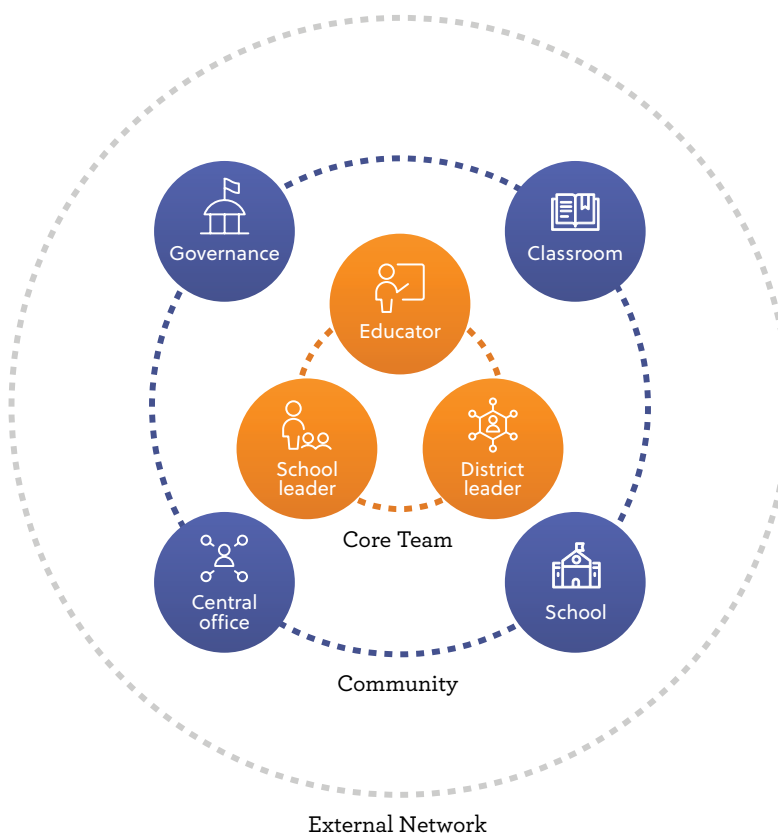 Governance
Classroom
Educator
School
leader
District
leader
Core Team
Central
office
School
Community
External Network